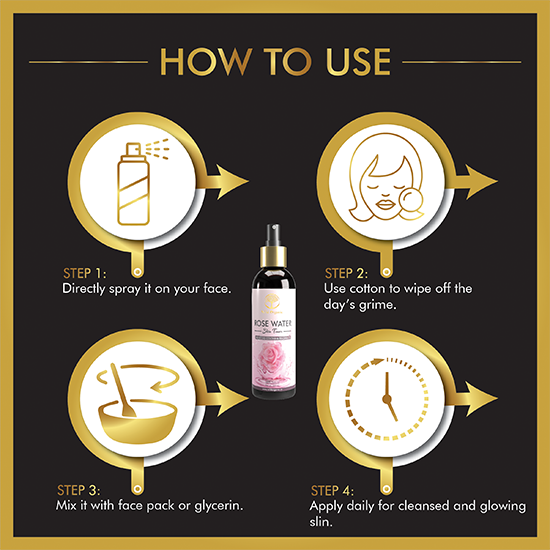 HOW TO USE
STEP 1:
Directly spray it on your face.
STEP 2:
Use cotton to wipe off the
day's grime.
ROSE WATER
Skin Toner
STEP 3:
Mix it with face pack or glycerin.
STEP 4:
Apply daily for cleansed and glowing
slin.